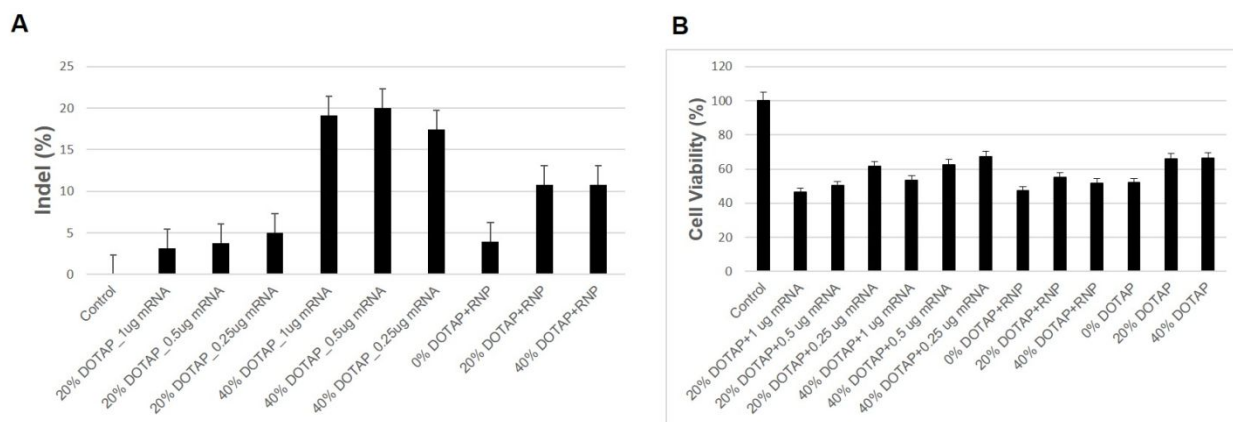 A
Indel (%)
25
20
15
10
5
0
Control
20% DOTAP_1ug mRNA
20% DOTAP_0.5ug mRNA
20% DOTAP_0.25ug mRNA
40% DOTAP_1ug mRNA
40% DOTAP_0.5ug mRNA
40% DOTAP_0.25ug mRNA
0% DOTAP+RNP
20% DOTAP+RNP
40% DOTAP+RNP
B
Cell Viability (%)
120
100
80
60
40
20
0
Control
20% DOTAP+1 ug mRNA
20% DOTAP+0.5 ug mRNA
20% DOTAP+0.25 ug mRNA
40% DOTAP+1 ug mRNA
40% DOTAP+0.5 ug mRNA
40% DOTAP+0.25 ug mRNA
0% DOTAP+RNP
20% DOTAP+RNP
40% DOTAP+RNP
0% DOTAP
20% DOTAP
40% DOTAP